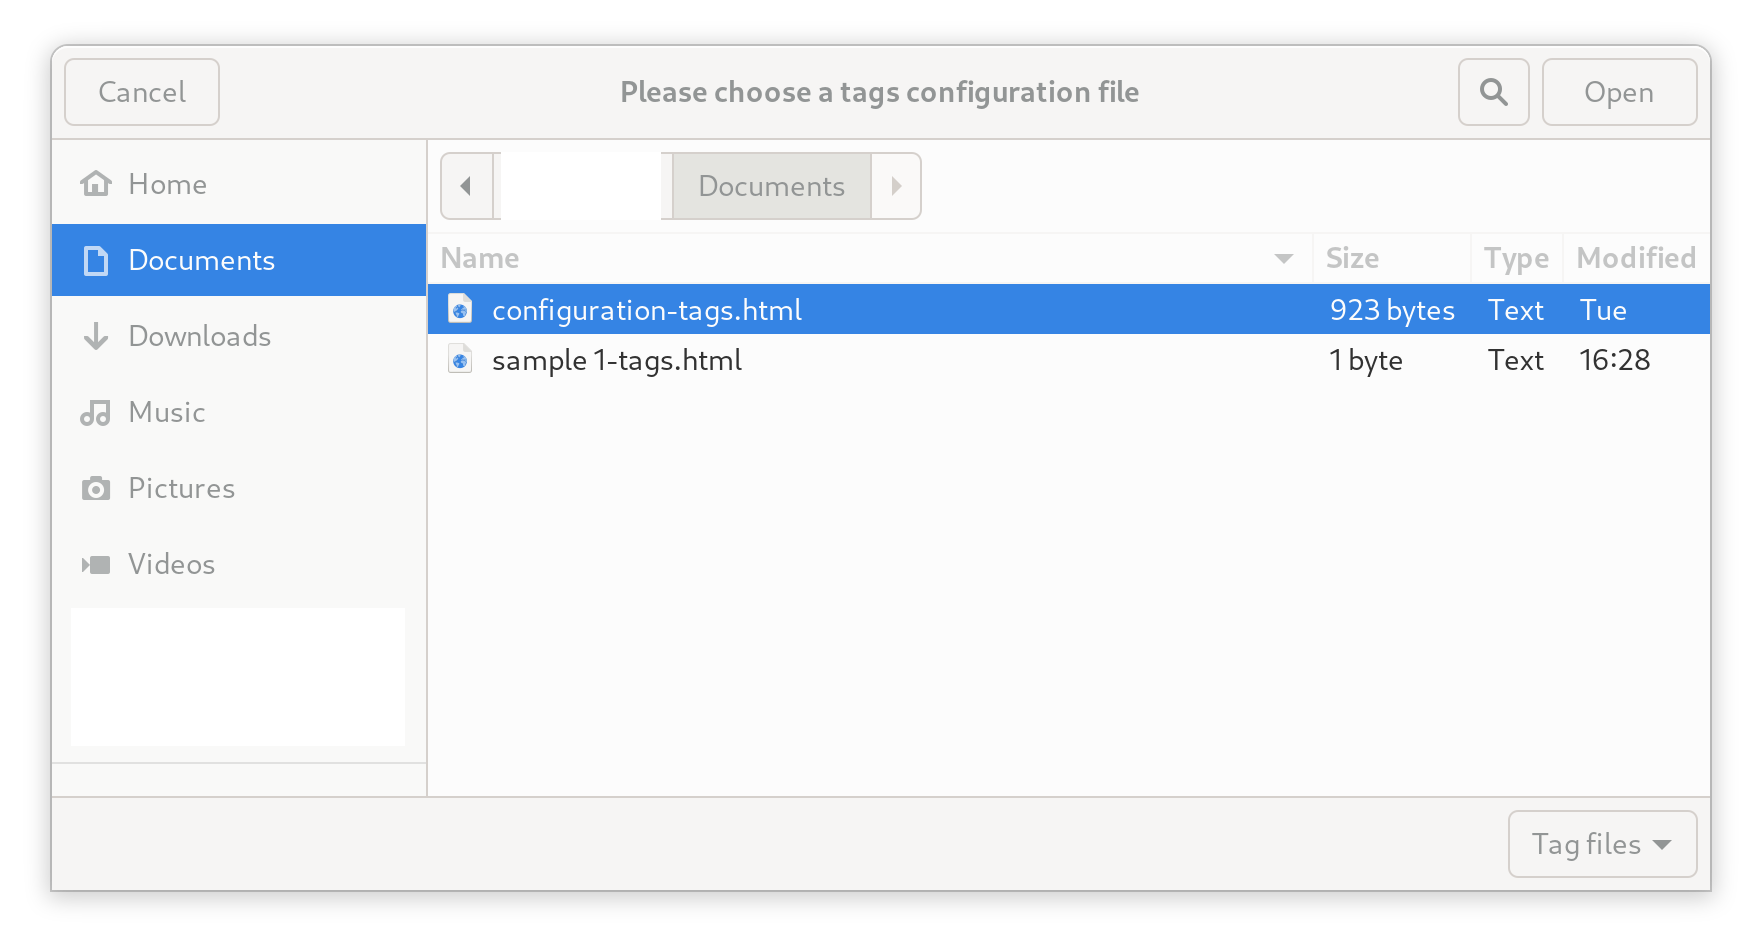 Cancel
Please choose a tags configuration file
Open
Home
Documents
Downloads
Music
Pictures
Videos
Documents
Name Size Type Modified
configuration-tags.html 923 bytes Text Tue
sample 1-tags.html 1 byte Text 16:28
Tag files